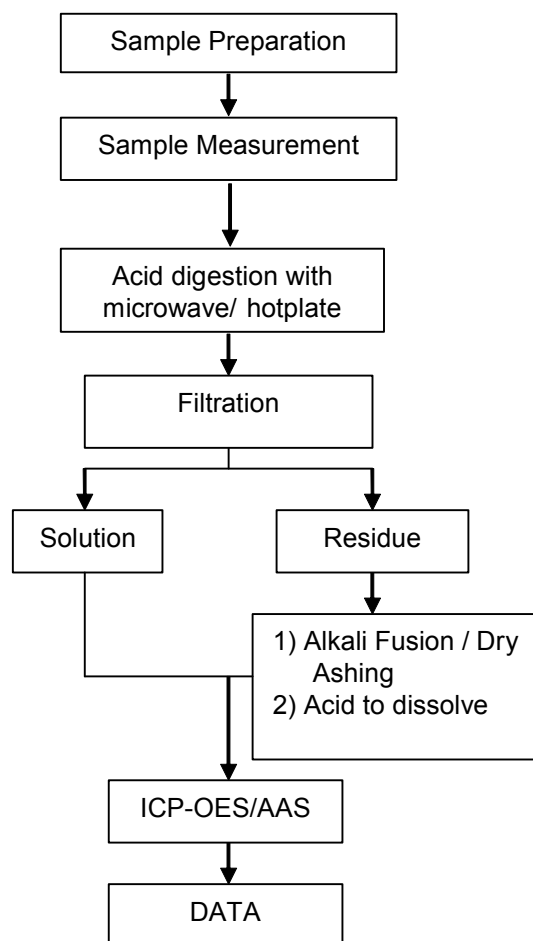 Sample Preparation
Sample Measurement
Acid digestion with
microwave/ hotplate
Filtration
Solution
Residue
1) Alkali Fusion / Dry
Ashing
2) Acid to dissolve
ICP-OES/AAS
DATA